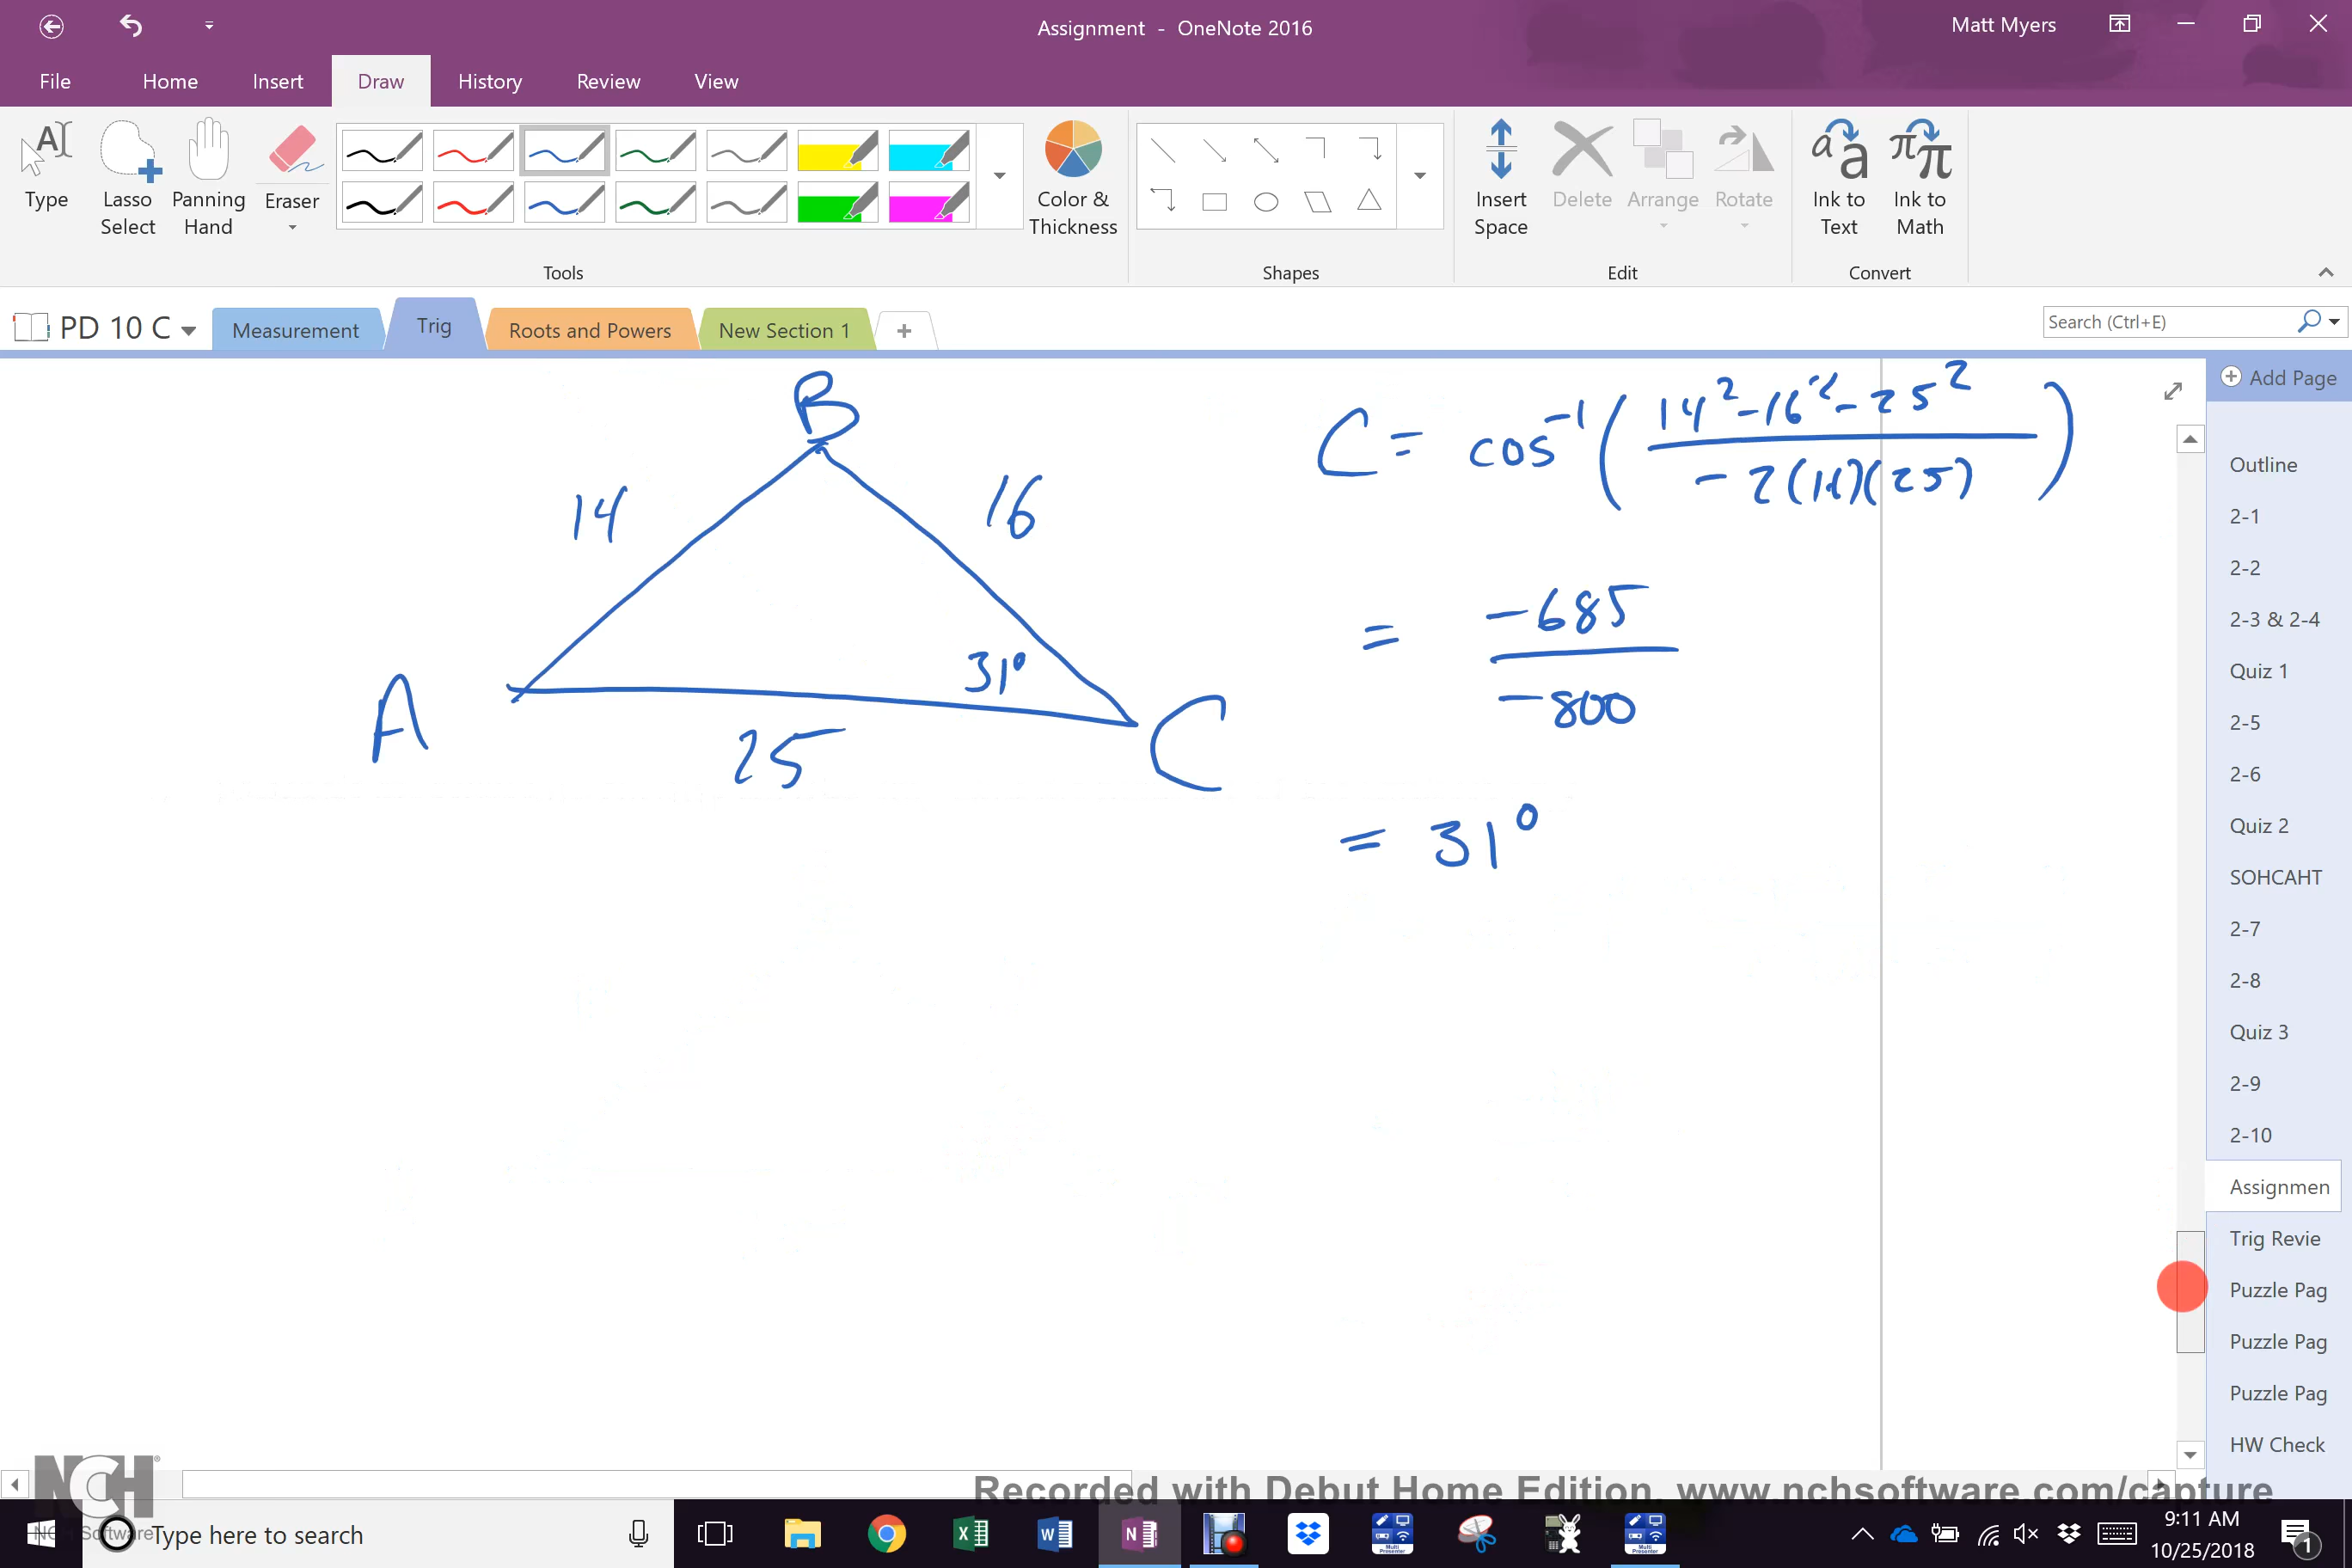 Assignment - OneNote 2016
Matt Myers
File Home Insert Draw History Review View
Type
Lasso Select
Panning Hand
Eraser
Color & Thickness
Insert Space
Delete
Arrange
Rotate
Ink to Text
Ink to Math
Tools
Shapes
Edit
Convert
PD 10 C
Measurement
Trig
Roots and Powers
New Section 1
Search (Ctrl+E)
Add Page
Outline
2-1
2-2
2-3 & 2-4
Quiz 1
2-5
2-6
Quiz 2
SOHCAHT
2-7
2-8
Quiz 3
2-9
2-10
Assignmen
Trig Revie
Puzzle Pag
Puzzle Pag
Puzzle Pag
HW Check
B
14
16
31°
A
25
C
C = cos⁻¹(14² - 16² - 25² / -2(16)(25))
= -685 / -800
= 31°
NCH®
NCH Software
Recorded with Debut Home Edition. www.nchsoftware.com/capture
Type here to search
9:11 AM
10/25/2018
1